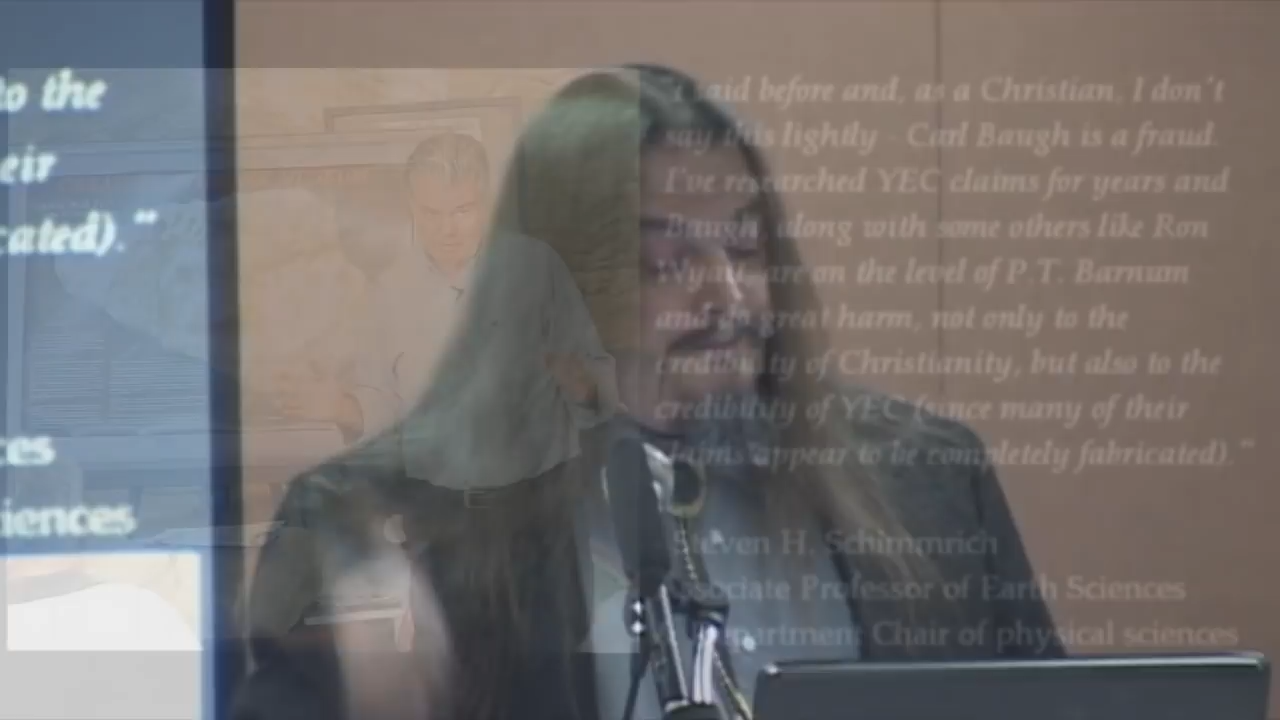 to the
eir
cated)."
ces
iences
I said before and, as a Christian, I don't
say this lightly - Carl Baugh is a fraud.
I've researched YEC claims for years and
Baugh, along with some others like Ron
Wyatt, are on the level of P.T. Barnum
and do great harm, not only to the
credibility of Christianity, but also to the
credibility of YEC (since many of their
claims appear to be completely fabricated)."
Steven H. Schimmrich
Associate Professor of Earth Sciences
Department Chair of physical sciences